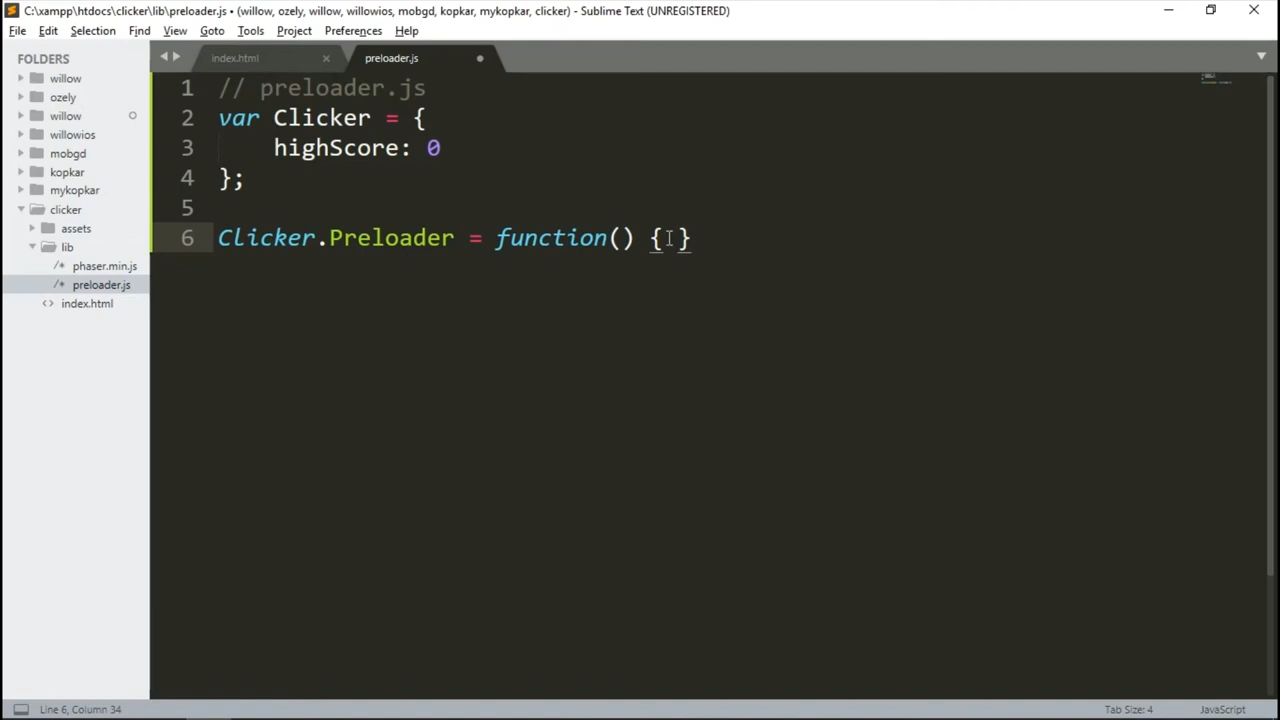 C:\xampp\htdocs\clicker\lib\preloader.js • (willow, ozely, willow, willowios, mobgd, kopkar, mykopkar, clicker) - Sublime Text (UNREGISTERED)
File Edit Selection Find View Goto Tools Project Preferences Help
FOLDERS
willow
ozely
willow
willowios
mobgd
kopkar
mykopkar
clicker
assets
lib
/* phaser.min.js
/* preloader.js
<> index.html
index.html ×
preloader.js
1 // preloader.js
2 var Clicker = {
3 highScore: 0
4 };
5
6 Clicker.Preloader = function() { }
Line 6, Column 34
Tab Size: 4
JavaScript